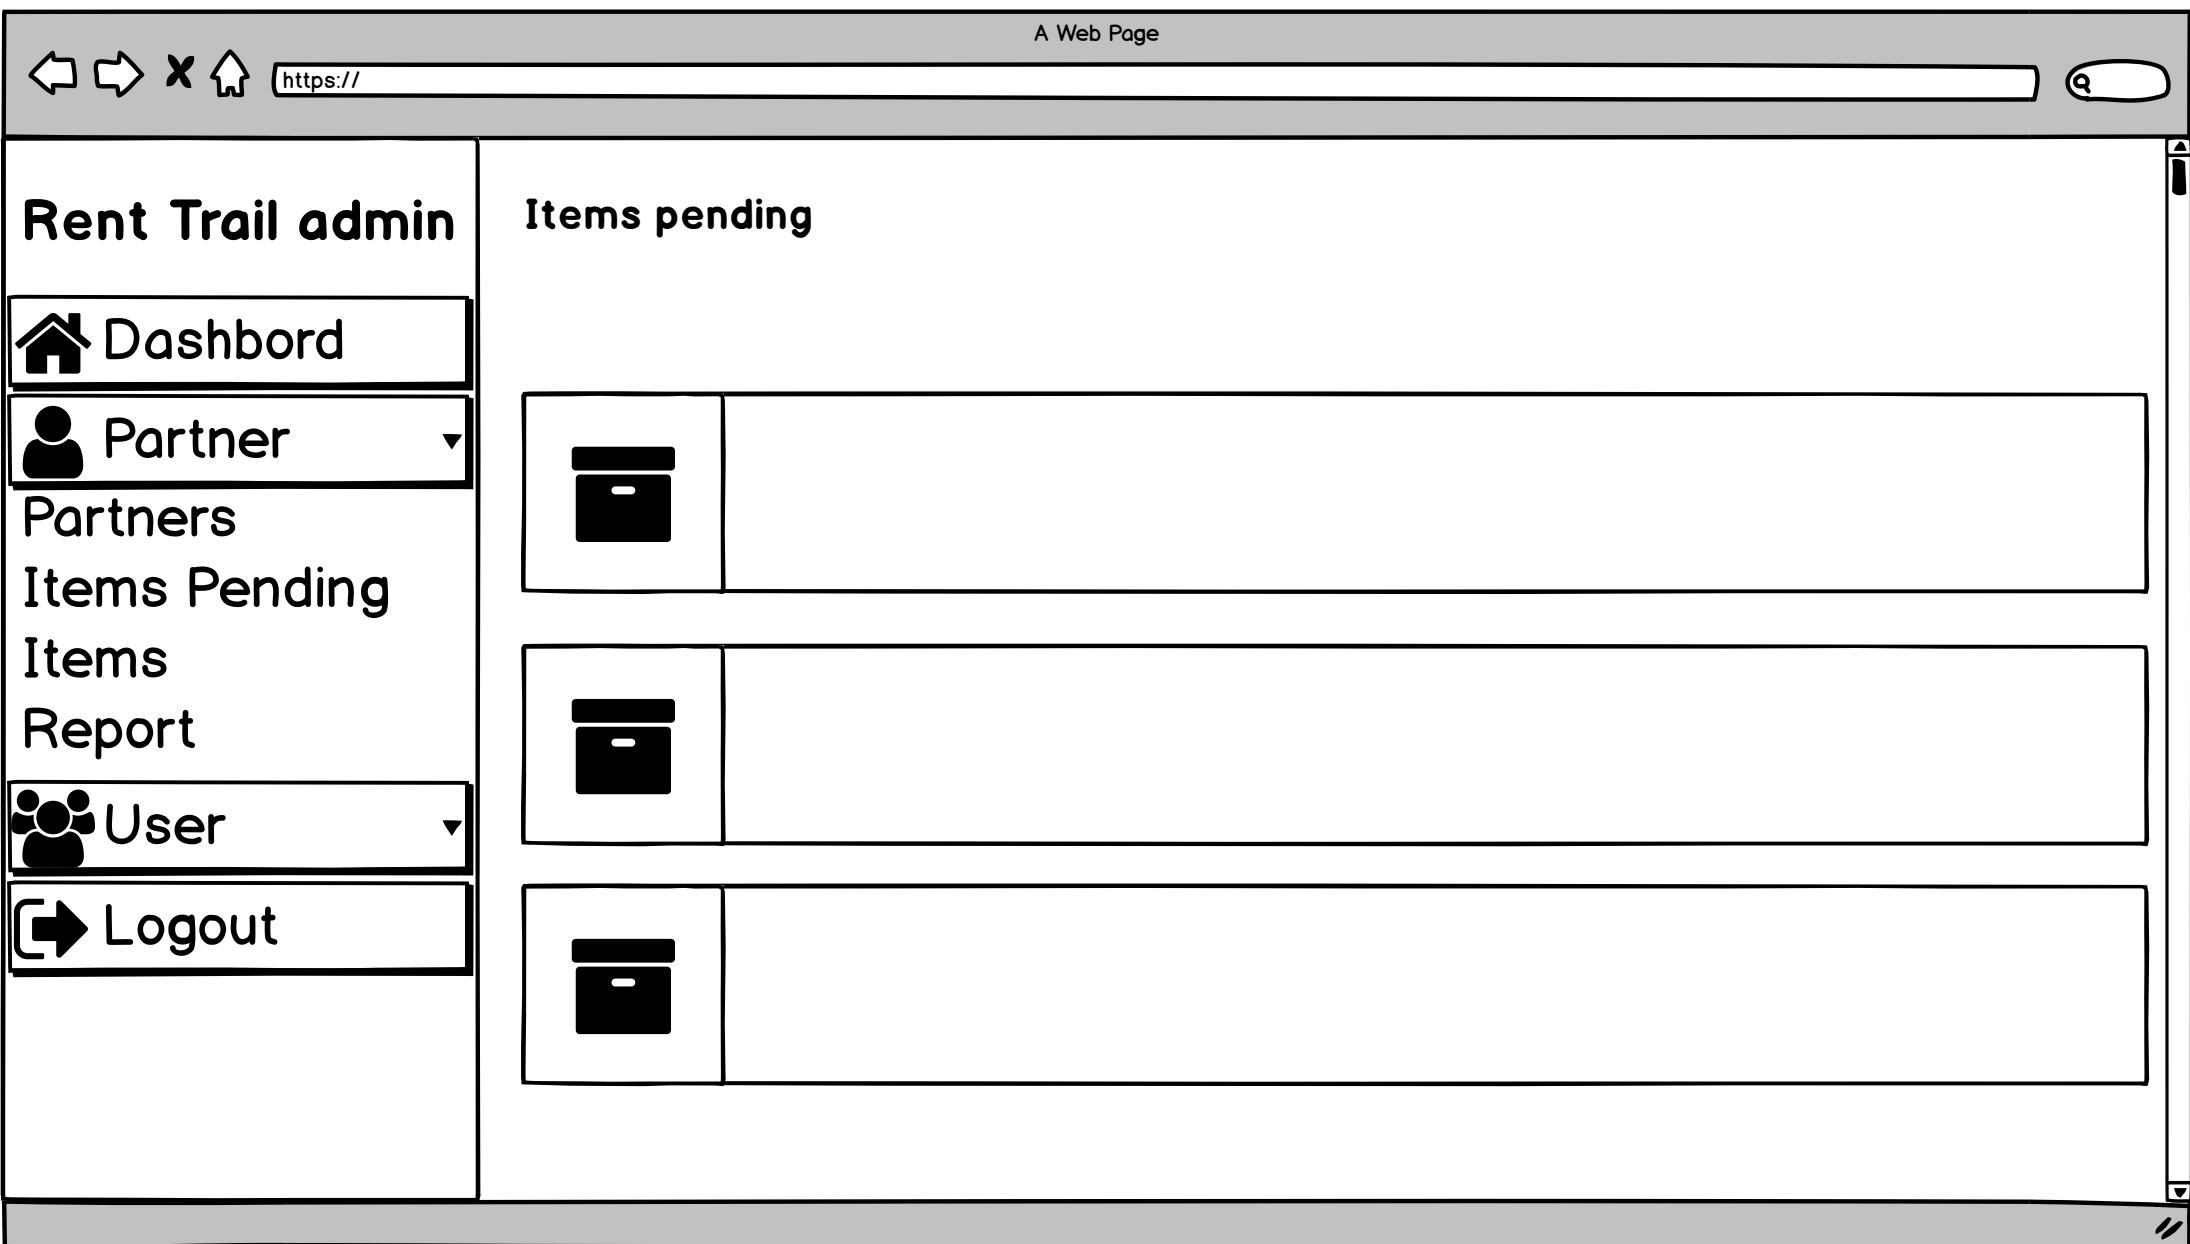 A Web Page
https://
Rent Trail admin
Dashbord
Partner
Partners
Items Pending
Items
Report
User
Logout
Items pending